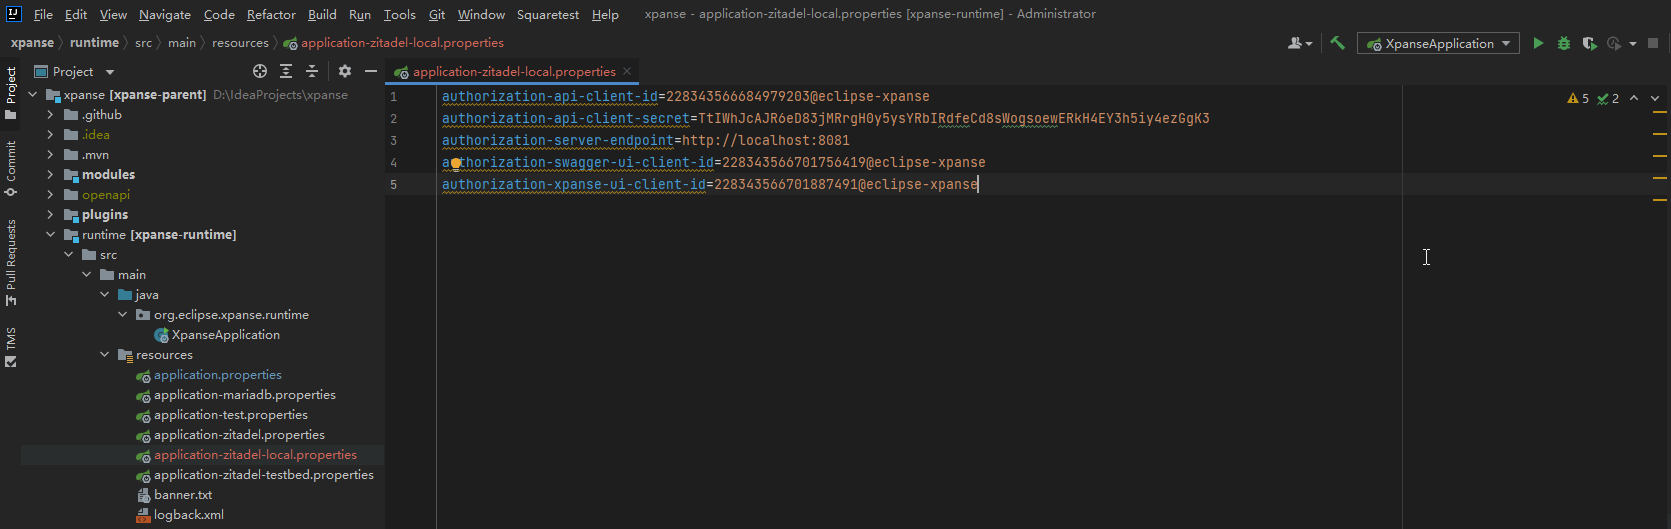 File Edit View Navigate Code Refactor Build Run Tools Git Window Squaretest Help xpanse - application-zitadel-local.properties [xpanse-runtime] - Administrator
xpanse runtime src main resources application-zitadel-local.properties XpanseApplication
Project
application-zitadel-local.properties
Project
Commit
Pull Requests
TMS
xpanse [xpanse-parent] D:\IdeaProjects\xpanse
.github
.idea
.mvn
modules
openapi
plugins
runtime [xpanse-runtime]
src
main
java
org.eclipse.xpanse.runtime
XpanseApplication
resources
application.properties
application-mariadb.properties
application-test.properties
application-zitadel.properties
application-zitadel-local.properties
application-zitadel-testbed.properties
banner.txt
logback.xml
1 authorization-api-client-id=228343566684979203@eclipse-xpanse
2 authorization-api-client-secret=TtIWhJcAJR6eD83jMRrgH0y5ysYRbIRdfeCd8sWogsoewERkH4EY3h5iy4ezGgK3
3 authorization-server-endpoint=http://localhost:8081
4 authorization-swagger-ui-client-id=228343566701756419@eclipse-xpanse
5 authorization-xpanse-ui-client-id=228343566701887491@eclipse-xpanse
5 2